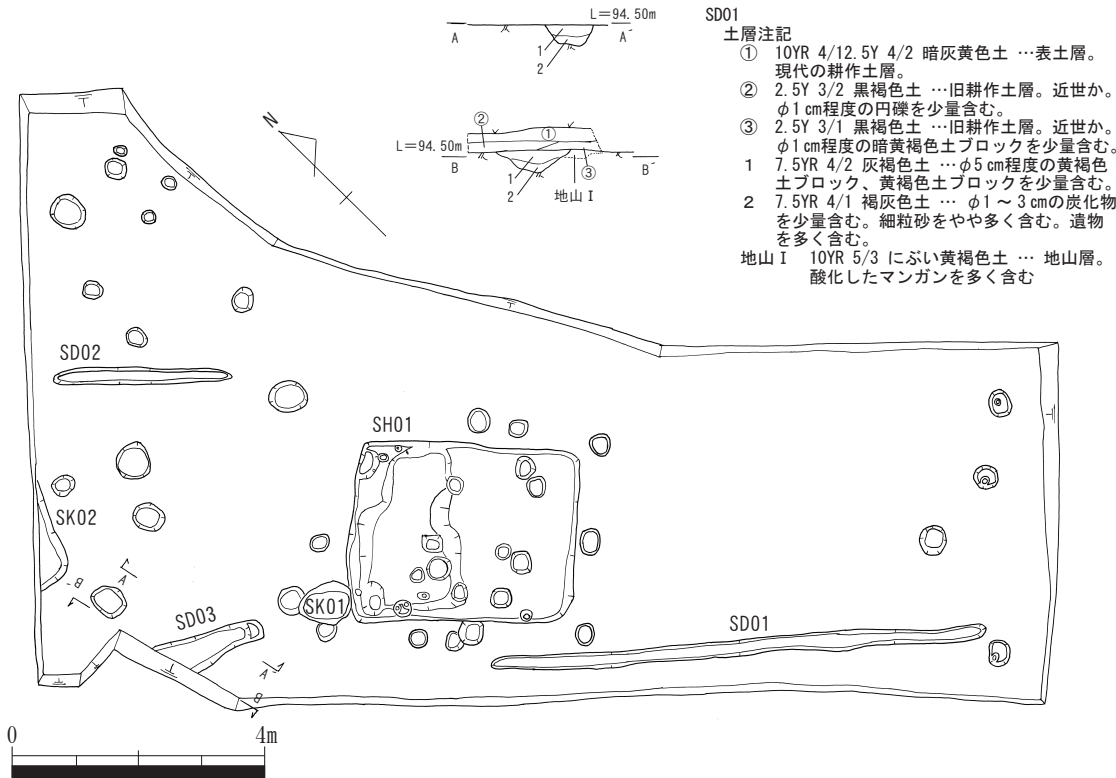 L=94.50m
A
A´
1
2
②
①
L=94.50m
B
B´
1
2
③
地山Ⅰ
SD01
土層注記
① 10YR 4/12.5Y 4/2 暗灰黄色土 …表土層。
現代の耕作土層。
② 2.5Y 3/2 黒褐色土 …旧耕作土層。近世か。
φ1㎝程度の円礫を少量含む。
③ 2.5Y 3/1 黒褐色土 …旧耕作土層。近世か。
φ1㎝程度の暗黄褐色土ブロックを少量含む。
1 7.5YR 4/2 灰褐色土 …φ5㎝程度の黄褐色
土ブロック、黄褐色土ブロックを少量含む。
2 7.5YR 4/1 褐灰色土 … φ1～3㎝の炭化物
を少量含む。細粒砂をやや多く含む。遺物
を多く含む。
地山Ⅰ 10YR 5/3 にぶい黄褐色土 … 地山層。
酸化したマンガンを多く含む
N
SD02
SH01
SK02
A´
B´
SK01
SD03
SD01
A
B
0
4m